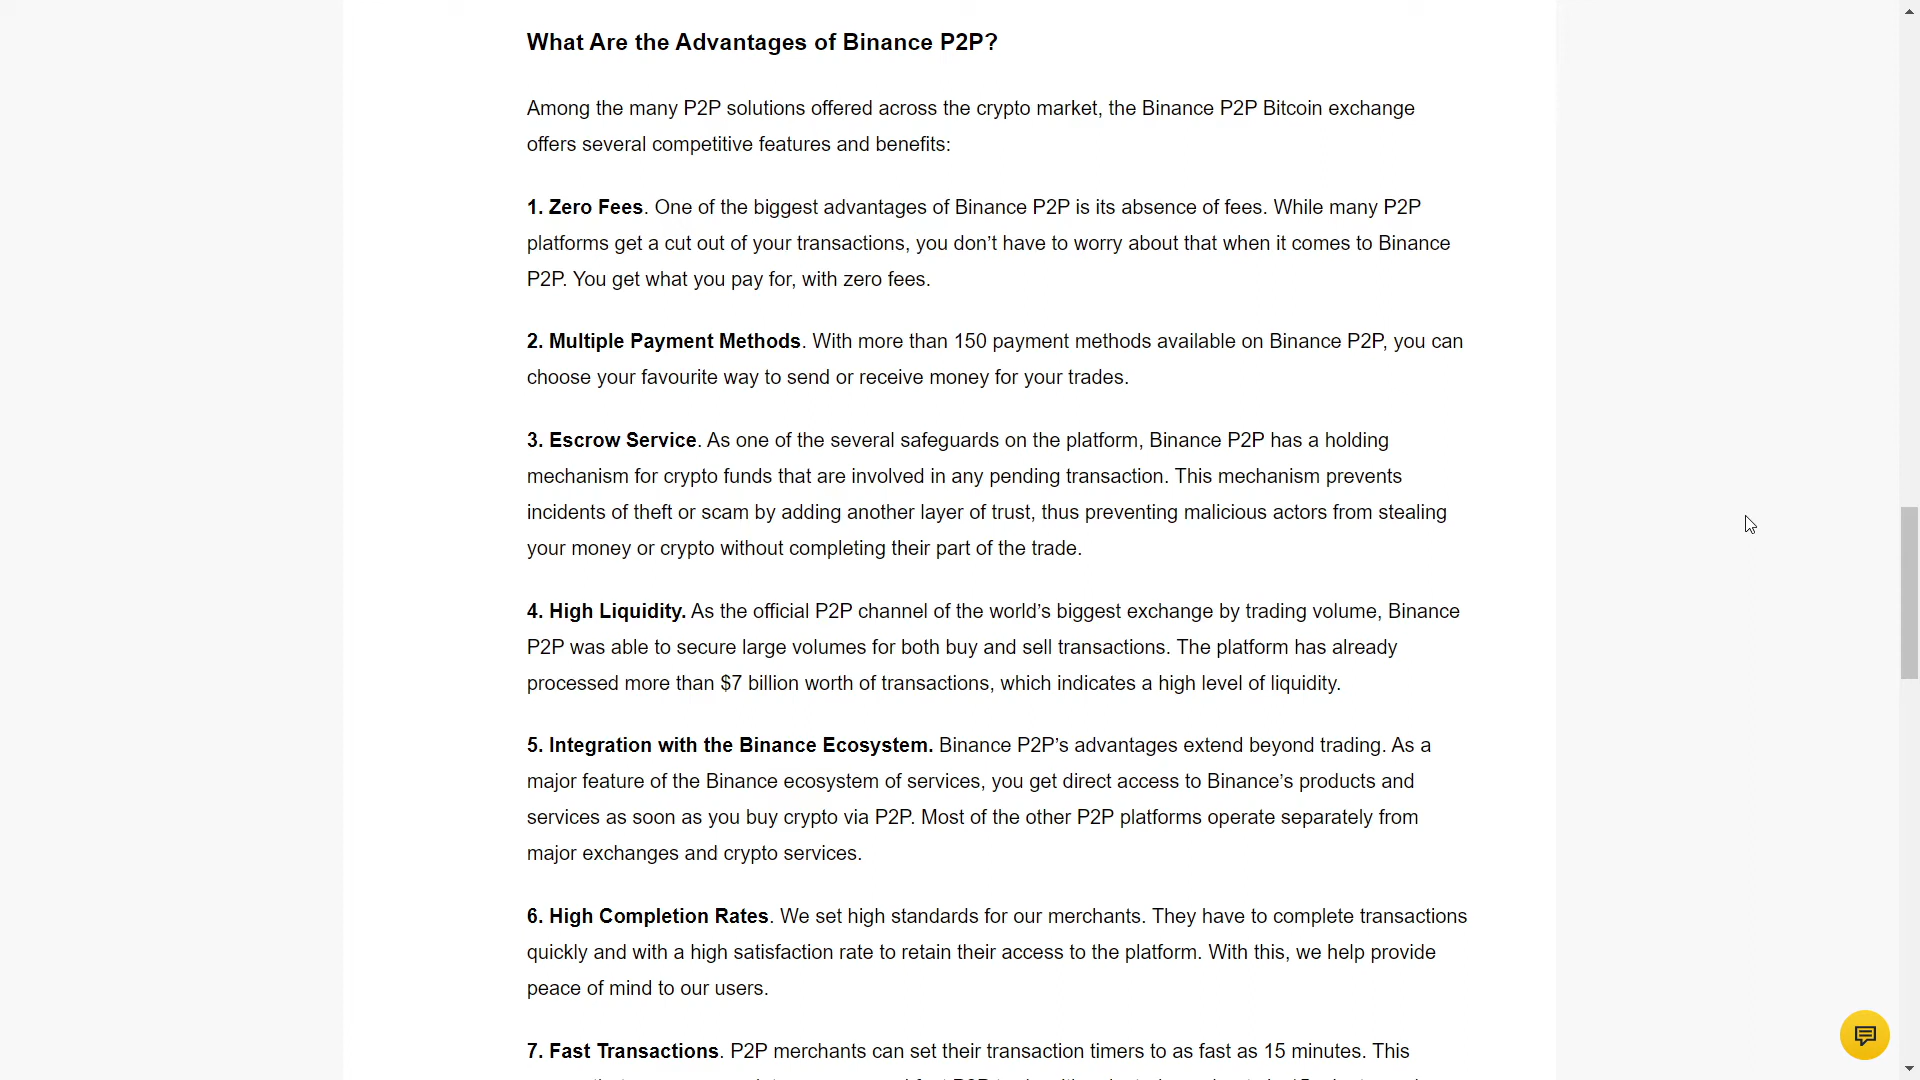 What Are the Advantages of Binance P2P?
Among the many P2P solutions offered across the crypto market, the Binance P2P Bitcoin exchange
offers several competitive features and benefits:
1. Zero Fees. One of the biggest advantages of Binance P2P is its absence of fees. While many P2P
platforms get a cut out of your transactions, you don’t have to worry about that when it comes to Binance
P2P. You get what you pay for, with zero fees.
2. Multiple Payment Methods. With more than 150 payment methods available on Binance P2P, you can
choose your favourite way to send or receive money for your trades.
3. Escrow Service. As one of the several safeguards on the platform, Binance P2P has a holding
mechanism for crypto funds that are involved in any pending transaction. This mechanism prevents
incidents of theft or scam by adding another layer of trust, thus preventing malicious actors from stealing
your money or crypto without completing their part of the trade.
4. High Liquidity. As the official P2P channel of the world’s biggest exchange by trading volume, Binance
P2P was able to secure large volumes for both buy and sell transactions. The platform has already
processed more than $7 billion worth of transactions, which indicates a high level of liquidity.
5. Integration with the Binance Ecosystem. Binance P2P’s advantages extend beyond trading. As a
major feature of the Binance ecosystem of services, you get direct access to Binance’s products and
services as soon as you buy crypto via P2P. Most of the other P2P platforms operate separately from
major exchanges and crypto services.
6. High Completion Rates. We set high standards for our merchants. They have to complete transactions
quickly and with a high satisfaction rate to retain their access to the platform. With this, we help provide
peace of mind to our users.
7. Fast Transactions. P2P merchants can set their transaction timers to as fast as 15 minutes. This